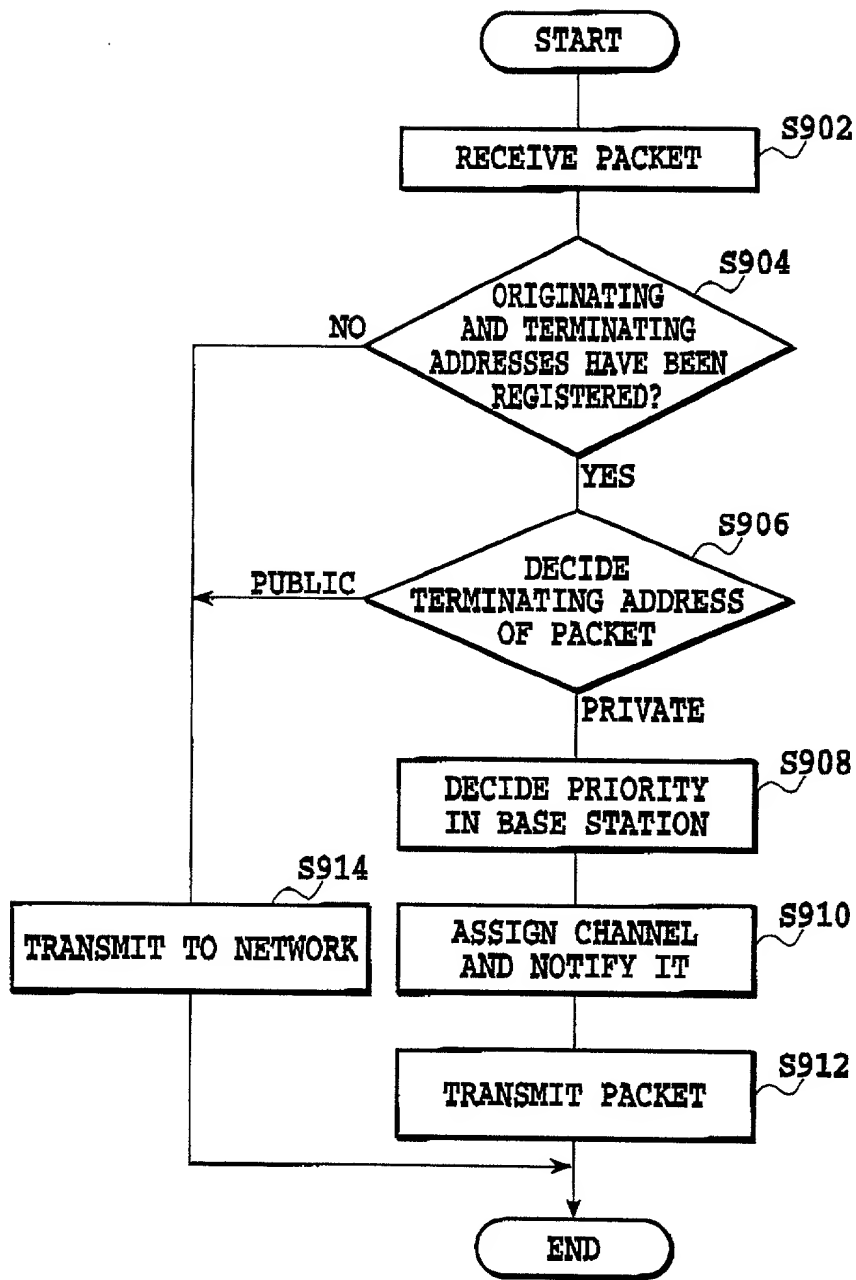 START
S902
RECEIVE PACKET
S904
ORIGINATING
AND TERMINATING
ADDRESSES HAVE BEEN
REGISTERED?
NO
YES
S906
DECIDE
TERMINATING ADDRESS
OF PACKET
PUBLIC
PRIVATE
S908
DECIDE PRIORITY
IN BASE STATION
S914
TRANSMIT TO NETWORK
S910
ASSIGN CHANNEL
AND NOTIFY IT
S912
TRANSMIT PACKET
END